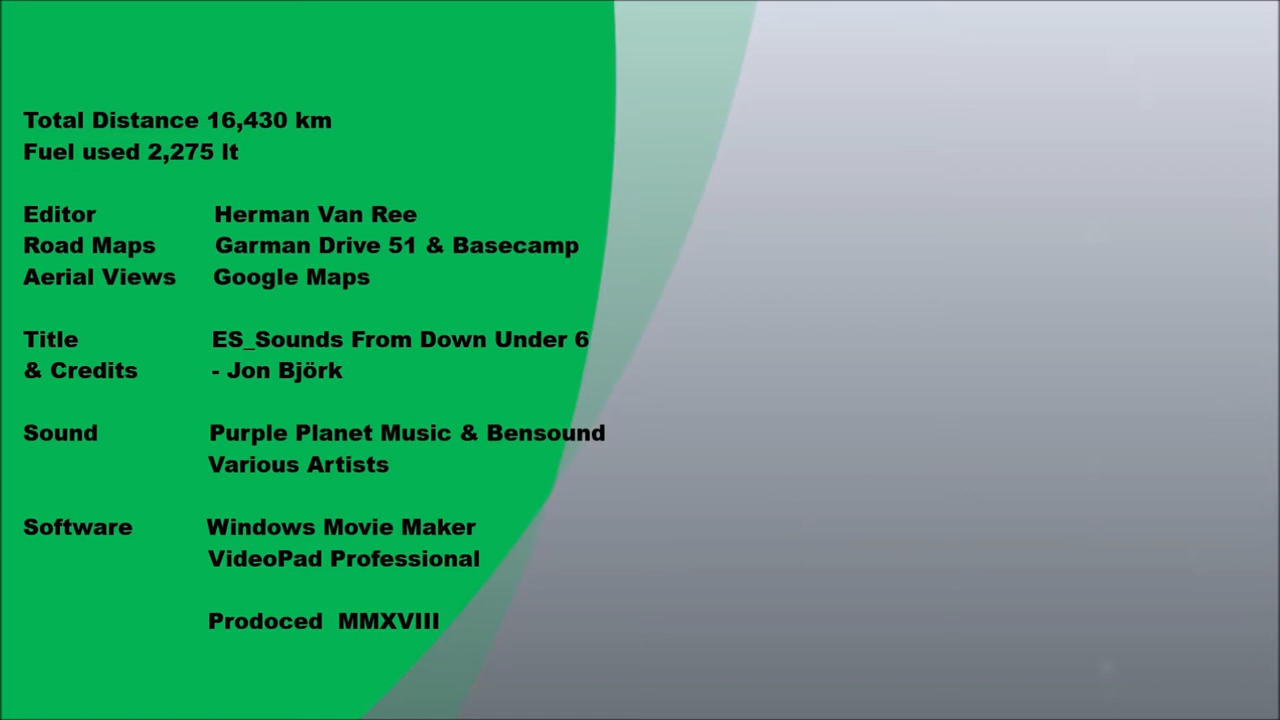 Total Distance 16,430 km
Fuel used 2,275 lt
Editor Herman Van Ree
Road Maps Garman Drive 51 & Basecamp
Aerial Views Google Maps
Title ES_Sounds From Down Under 6
& Credits - Jon Björk
Sound Purple Planet Music & Bensound
Various Artists
Software Windows Movie Maker
VideoPad Professional
Prodoced MMXVIII